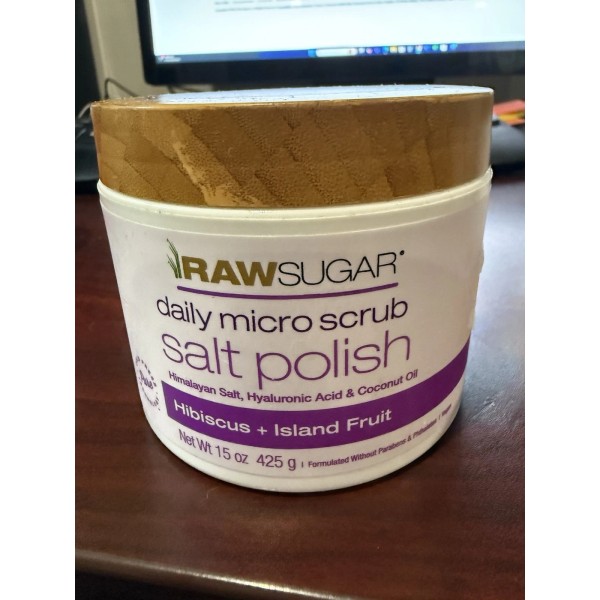 RAWSUGAR
daily micro scrub
salt polish
Himalayan Salt, Hyaluronic Acid & Coconut Oil
Hibiscus + Island Fruit
Net Wt 15 oz 425 g | Formulated Without Parabens & Phthalates | Vegan